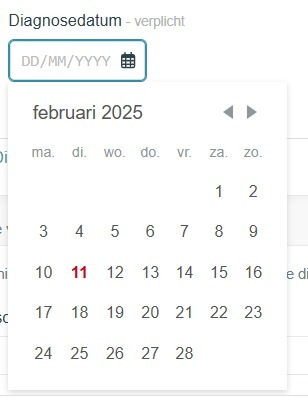 Diagnosedatum - verplicht
DD/MM/YYYY
februari 2025
ma. di. wo. do. vr. za. zo.
1 2
3 4 5 6 7 8 9
10 11 12 13 14 15 16
17 18 19 20 21 22 23
24 25 26 27 28
e di